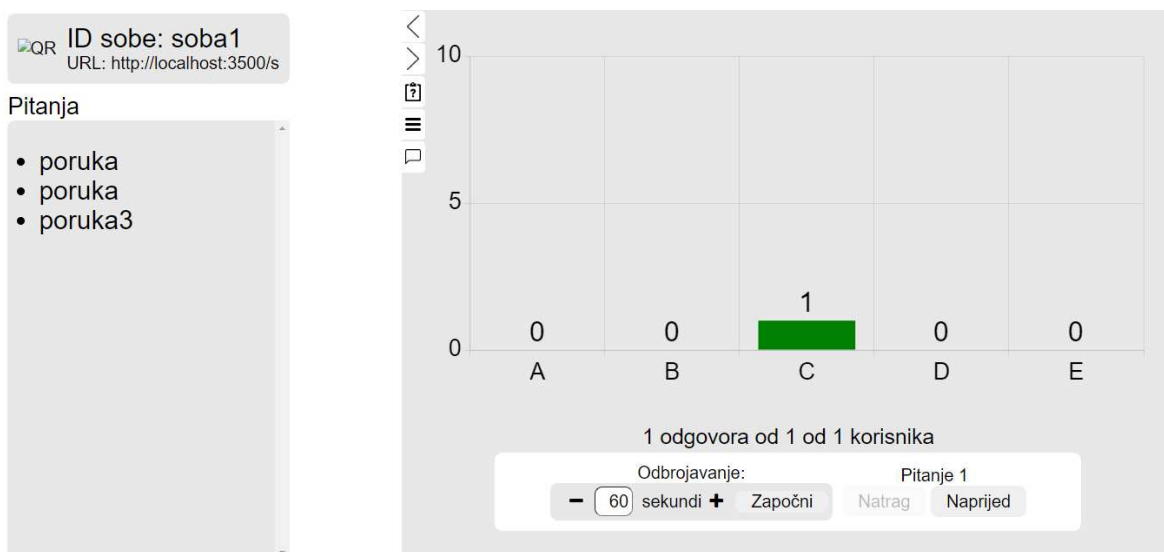 QR
ID sobe: soba1
URL: http://localhost:3500/s
Pitanja
poruka
poruka
poruka3
10
5
0
1
0
0
0
0
A
B
C
D
E
1 odgovora od 1 od 1 korisnika
Odbrojavanje:
Pitanje 1
− 60 sekundi + Započni
Natrag
Naprijed